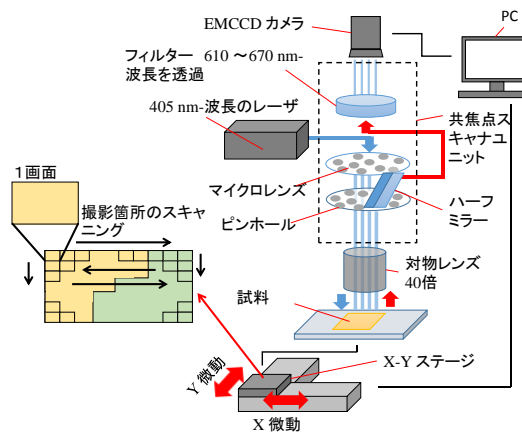 EMCCD カメラ
PC
フィルター 610 ～670 nm-
波長を透過
405 nm-波長のレーザ
共焦点ス
キャナユ
ニット
1画面
マイクロレンズ
撮影箇所のスキャ
ニング
ピンホール
ハーフ
ミラー
対物レンズ
40倍
試料
X-Y ステージ
Y 微動
X 微動